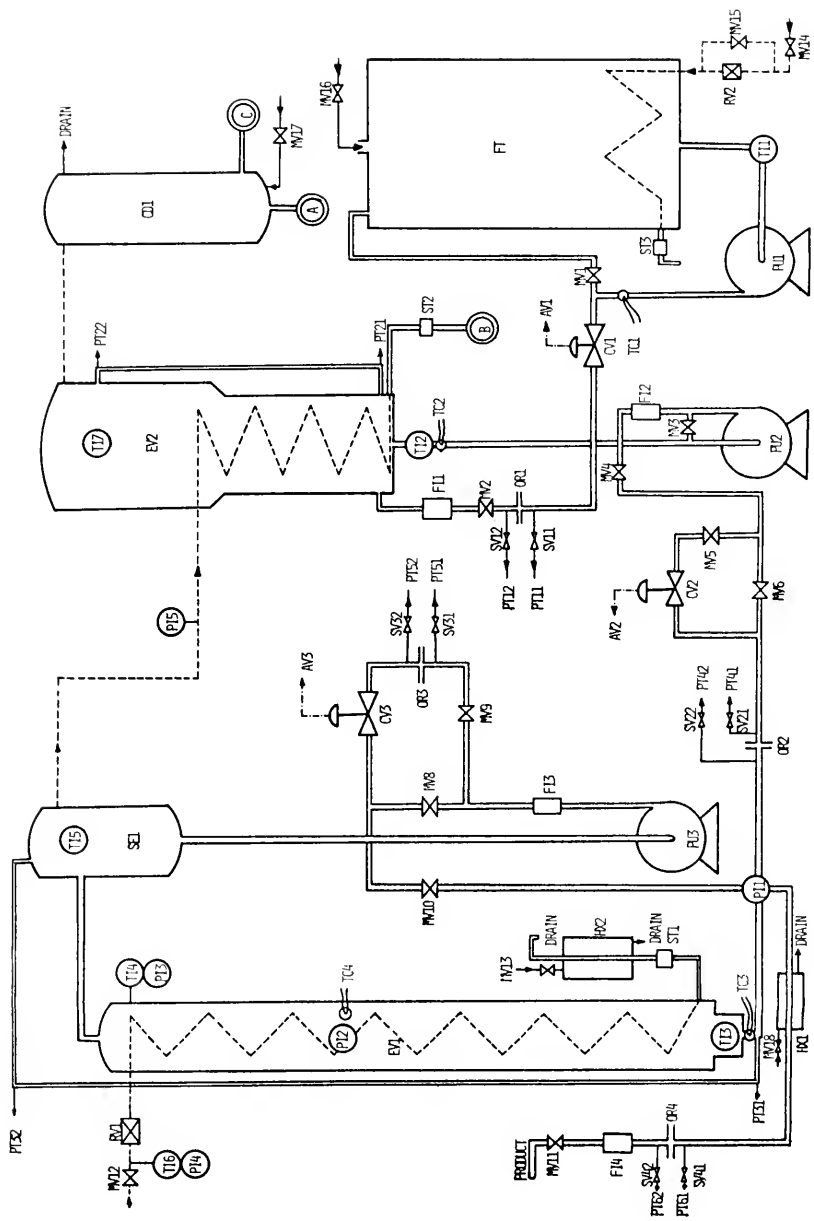 DRAIN
CO1
A
C
MV17
MV16
FT
MV15
RV2
MV14
ST3
TI1
PU1
MV1
AV1
CV1
TC1
PT22
TI7
EV2
PT21
ST2
B
TI2
TC2
FI1
MV2
OR1
SV12
SV11
PT12
PT11
FI2
MV3
PU2
MV4
MV5
CV2
AV2
MV6
PI5
AV3
CV3
PT52
PT51
SV32
SV31
OR3
MV9
MV8
FI3
PU3
MV10
SV22
PT42
PT41
SV21
OR2
PI1
TI5
SE1
PT32
TI4
PI3
RV1
MV12
TI6
PI4
PI2
TC4
EV1
MV13
DRAIN
HX2
DRAIN
ST1
TI3
TC3
PT31
MV18
HX1
DRAIN
PRODUCT
MV11
FI4
OR4
SV42
PT62
PT61
SV41